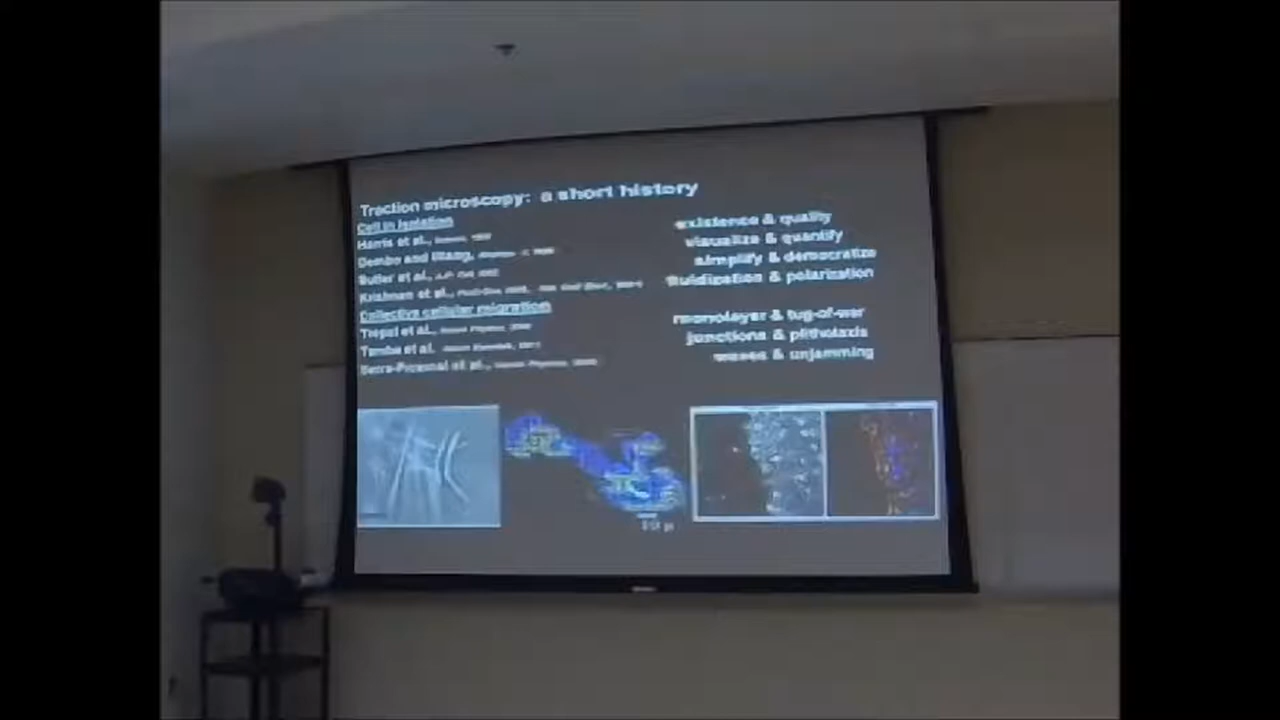 Traction microscopy: a short history
Cell in isolation
Harris et al.,
existence & quality
Dembo and Wang,
visualize & quantify
Butler et al.,
simplify & democratize
Krishnan et al.,
fluidization & polarization
Collective cellular migration
Trepat et al.,
monolayer & tug-of-war
Tambe et al.
junctions & plithotaxis
Serra-Picamal et al.,
waves & unjamming
10 µ